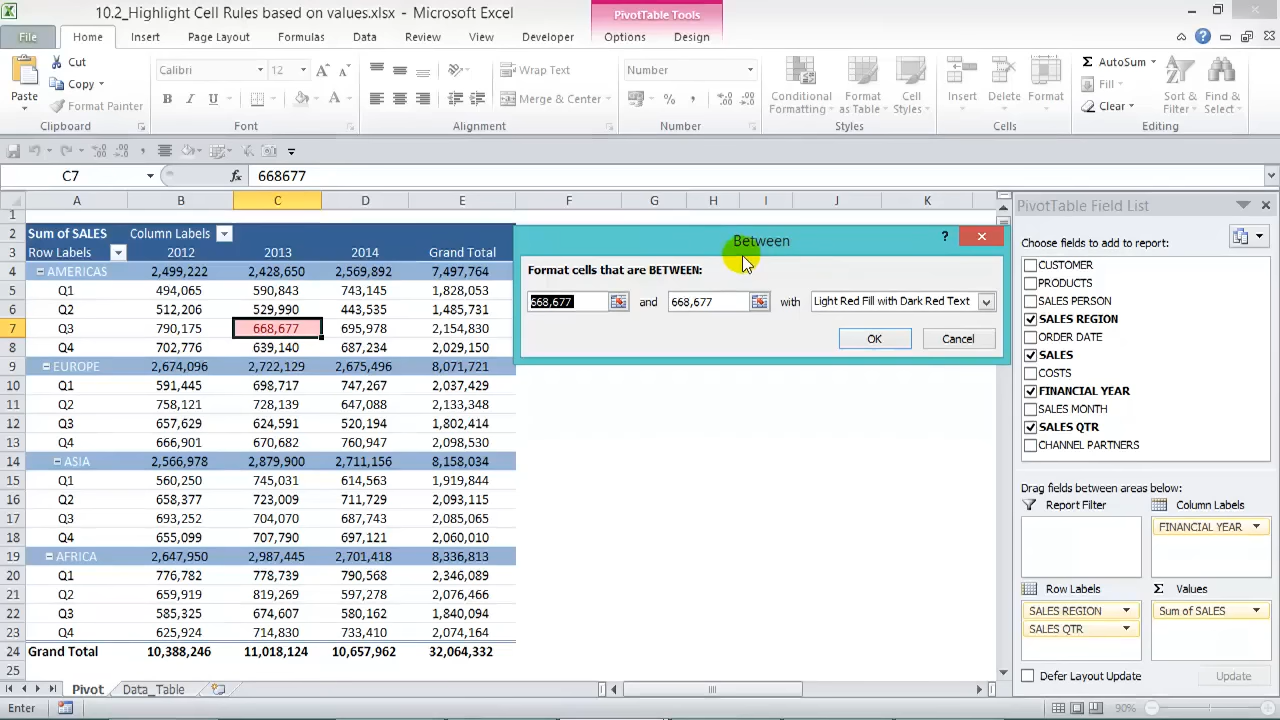 10.2_Highlight Cell Rules based on values.xlsx - Microsoft Excel
PivotTable Tools
File Home Insert Page Layout Formulas Data Review View Developer Options Design
Paste
Cut
Copy
Format Painter
Clipboard
Calibri 12
B I U
Font
Wrap Text
Merge & Center
Alignment
Number
Number
Conditional Formatting
Format as Table
Cell Styles
Styles
Insert Delete Format
Cells
AutoSum
Fill
Clear
Sort & Filter
Find & Select
Editing
C7 fx 668677
A B C D E F G H I J K
1
2 Sum of SALES Column Labels
3 Row Labels 2012 2013 2014 Grand Total
4 AMERICAS 2,499,222 2,428,650 2,569,892 7,497,764
5 Q1 494,065 590,843 743,145 1,828,053
6 Q2 512,206 529,990 443,535 1,485,731
7 Q3 790,175 668,677 695,978 2,154,830
8 Q4 702,776 639,140 687,234 2,029,150
9 EUROPE 2,674,096 2,722,129 2,675,496 8,071,721
10 Q1 591,445 698,717 747,267 2,037,429
11 Q2 758,121 728,139 647,088 2,133,348
12 Q3 657,629 624,591 520,194 1,802,414
13 Q4 666,901 670,682 760,947 2,098,530
14 ASIA 2,566,978 2,879,900 2,711,156 8,158,034
15 Q1 560,250 745,031 614,563 1,919,844
16 Q2 658,377 723,009 711,729 2,093,115
17 Q3 693,252 704,070 687,743 2,085,065
18 Q4 655,099 707,790 697,121 2,060,010
19 AFRICA 2,647,950 2,987,445 2,701,418 8,336,813
20 Q1 776,782 778,739 790,568 2,346,089
21 Q2 659,919 819,269 597,278 2,076,466
22 Q3 585,325 674,607 580,162 1,840,094
23 Q4 625,924 714,830 733,410 2,074,164
24 Grand Total 10,388,246 11,018,124 10,657,962 32,064,332
25
Between
Format cells that are BETWEEN:
668,677 and 668,677 with Light Red Fill with Dark Red Text
OK Cancel
PivotTable Field List
Choose fields to add to report:
CUSTOMER
PRODUCTS
SALES PERSON
SALES REGION
ORDER DATE
SALES
COSTS
FINANCIAL YEAR
SALES MONTH
SALES QTR
CHANNEL PARTNERS
Drag fields between areas below:
Report Filter Column Labels
FINANCIAL YEAR
Row Labels Σ Values
SALES REGION Sum of SALES
SALES QTR
Defer Layout Update Update
Pivot Data_Table
Enter 90%